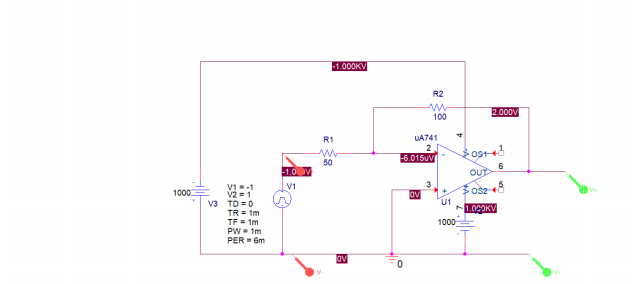 -1.000KV
R2
100
2.000V
uA741
4
R1
50
2
-
OS1
1
-6.015uV
-1.0
V
6
OUT
V1
1000
V3
V1 = -1
V2 = 1
TD = 0
TR = 1m
TF = 1m
PW = 1m
PER = 6m
3
+
0V
OS2
5
U1
7
1.000KV
1000
V+
0V
0
V-
V-